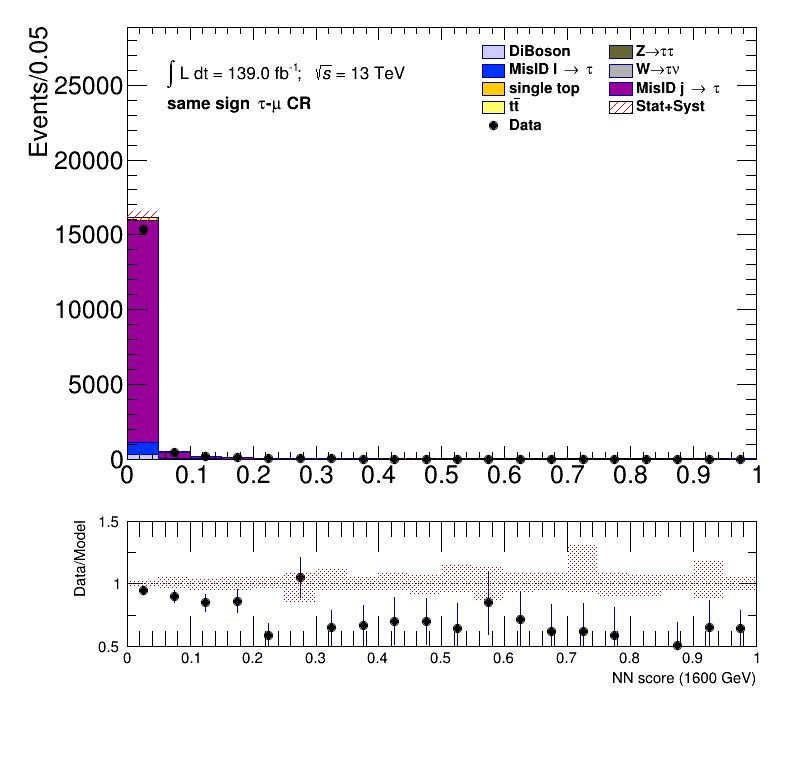 Events/0.05
25000
20000
15000
10000
5000
0
∫ L dt = 139.0 fb⁻¹; √s = 13 TeV
same sign τ-μ CR
DiBoson
MisID l → τ
single top
tt̄
Data
Z→ττ
W→τν
MisID j → τ
Stat+Syst
0 0.1 0.2 0.3 0.4 0.5 0.6 0.7 0.8 0.9 1
Data/Model
1.5
1
0.5
0 0.1 0.2 0.3 0.4 0.5 0.6 0.7 0.8 0.9 1
NN score (1600 GeV)